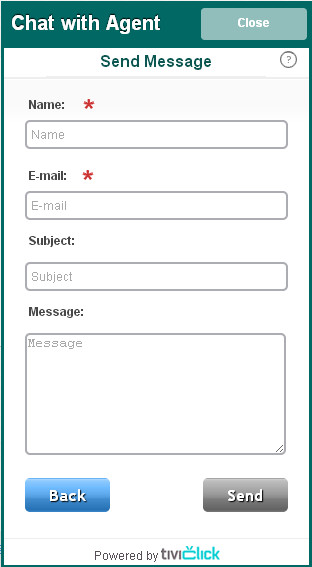 Chat with Agent Close
Send Message ?
Name: *
Name
E-mail: *
E-mail
Subject:
Subject
Message:
Message
Back Send
Powered by tiviclick